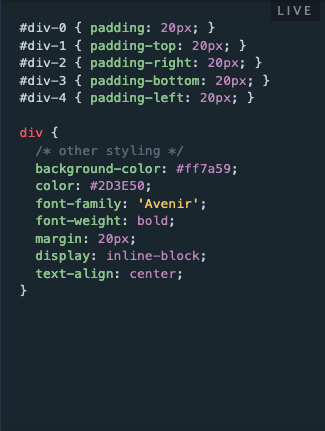 LIVE
#div-0 { padding: 20px; }
#div-1 { padding-top: 20px; }
#div-2 { padding-right: 20px; }
#div-3 { padding-bottom: 20px; }
#div-4 { padding-left: 20px; }
div {
/* other styling */
background-color: #ff7a59;
color: #2D3E50;
font-family: 'Avenir';
font-weight: bold;
margin: 20px;
display: inline-block;
text-align: center;
}